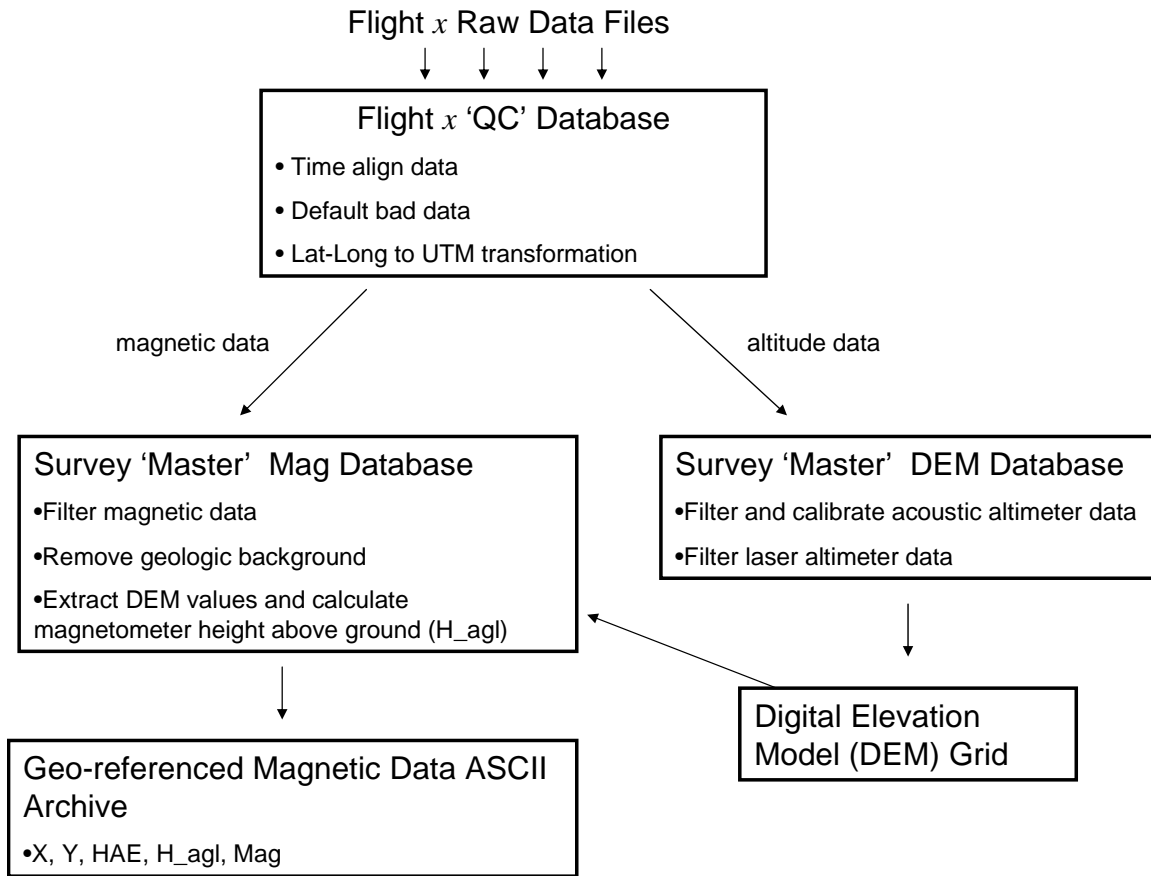 Flight x Raw Data Files
Flight x ‘QC’ Database
• Time align data
• Default bad data
• Lat-Long to UTM transformation
magnetic data
altitude data
Survey ‘Master’ Mag Database
•Filter magnetic data
•Remove geologic background
•Extract DEM values and calculate
magnetometer height above ground (H_agl)
Survey ‘Master’ DEM Database
•Filter and calibrate acoustic altimeter data
•Filter laser altimeter data
Digital Elevation
Model (DEM) Grid
Geo-referenced Magnetic Data ASCII
Archive
•X, Y, HAE, H_agl, Mag